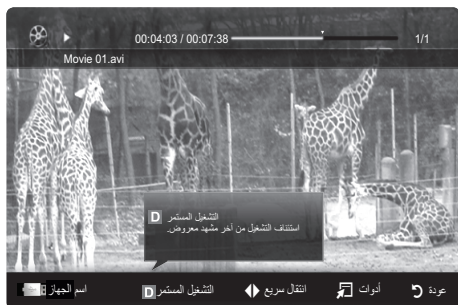 00:04:03 / 00:07:38
1/1
Movie 01.avi
التشغيل المستمر D
استئناف التشغيل من آخر مشهد معروض.
عودة
أدوات
انتقال سريع
التشغيل المستمر D
اسم الجهاز